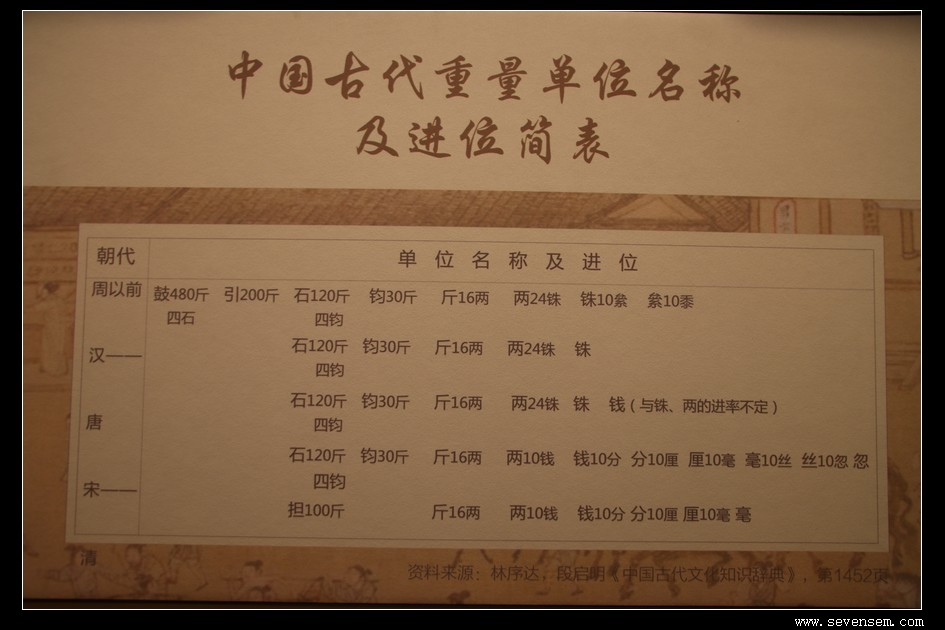 中国古代重量单位名称
及进位简表
朝代 单位名称及进位
周以前 鼓480斤 引200斤 石120斤 钧30斤 斤16两 两24铢 铢10絫 絫10黍
四石 四钧
汉—— 石120斤 钧30斤 斤16两 两24铢 铢
四钧
唐 石120斤 钧30斤 斤16两 两24铢 铢 钱(与铢、两的进率不定)
四钧
石120斤 钧30斤 斤16两 两10钱 钱10分 分10厘 厘10毫 毫10丝 丝10忽 忽
宋—— 四钧
担100斤 斤16两 两10钱 钱10分 分10厘 厘10毫 毫
清
资料来源:林序达,段启明《中国古代文化知识辞典》,第1452页
www.sevensem.com